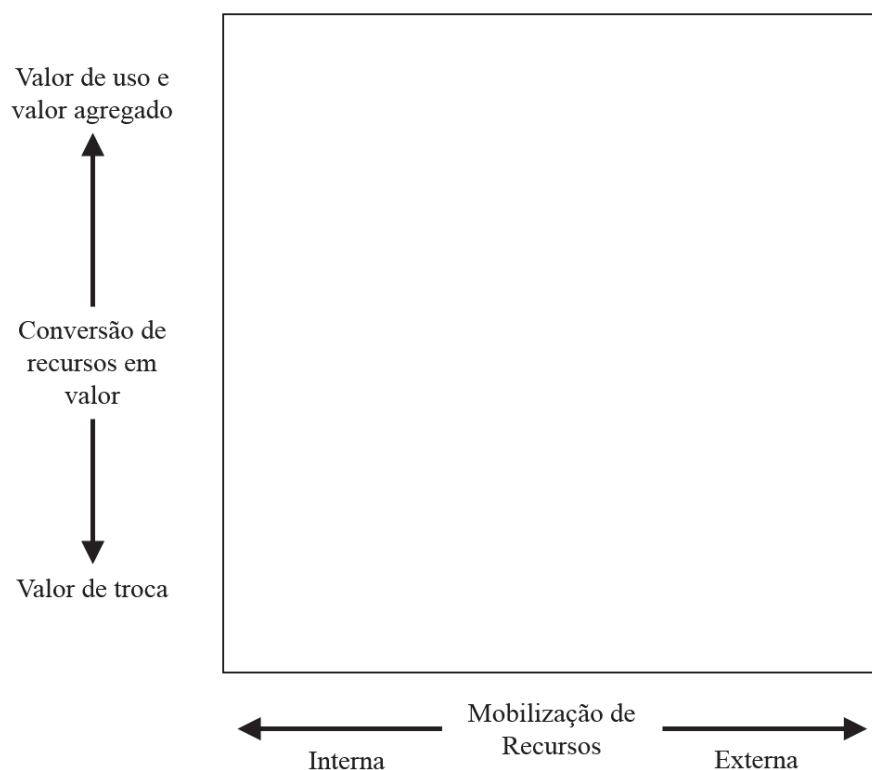 Valor de uso e
valor agregado
Conversão de
recursos em
valor
Valor de troca
Mobilização de
Recursos
Interna
Externa